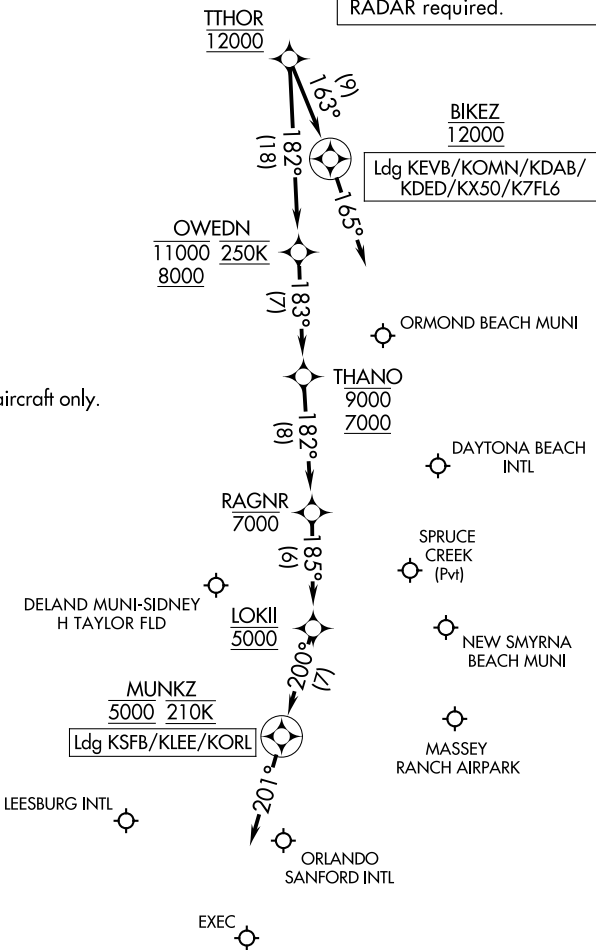 RADAR required.
TTHOR
12000
(9)
163°
BIKEZ
12000
Ldg KEVB/KOMN/KDAB/
KDED/KX50/K7FL6
182°
(18)
165°
OWEDN
11000 250K
8000
183°
(7)
ORMOND BEACH MUNI
ircraft only.
THANO
9000
7000
182°
(8)
DAYTONA BEACH
INTL
RAGNR
7000
185°
(6)
SPRUCE
CREEK
(Pvt)
DELAND MUNI-SIDNEY
H TAYLOR FLD
LOKII
5000
NEW SMYRNA
BEACH MUNI
200°
(7)
MUNKZ
5000 210K
Ldg KSFB/KLEE/KORL
MASSEY
RANCH AIRPARK
201°
LEESBURG INTL
ORLANDO
SANFORD INTL
EXEC